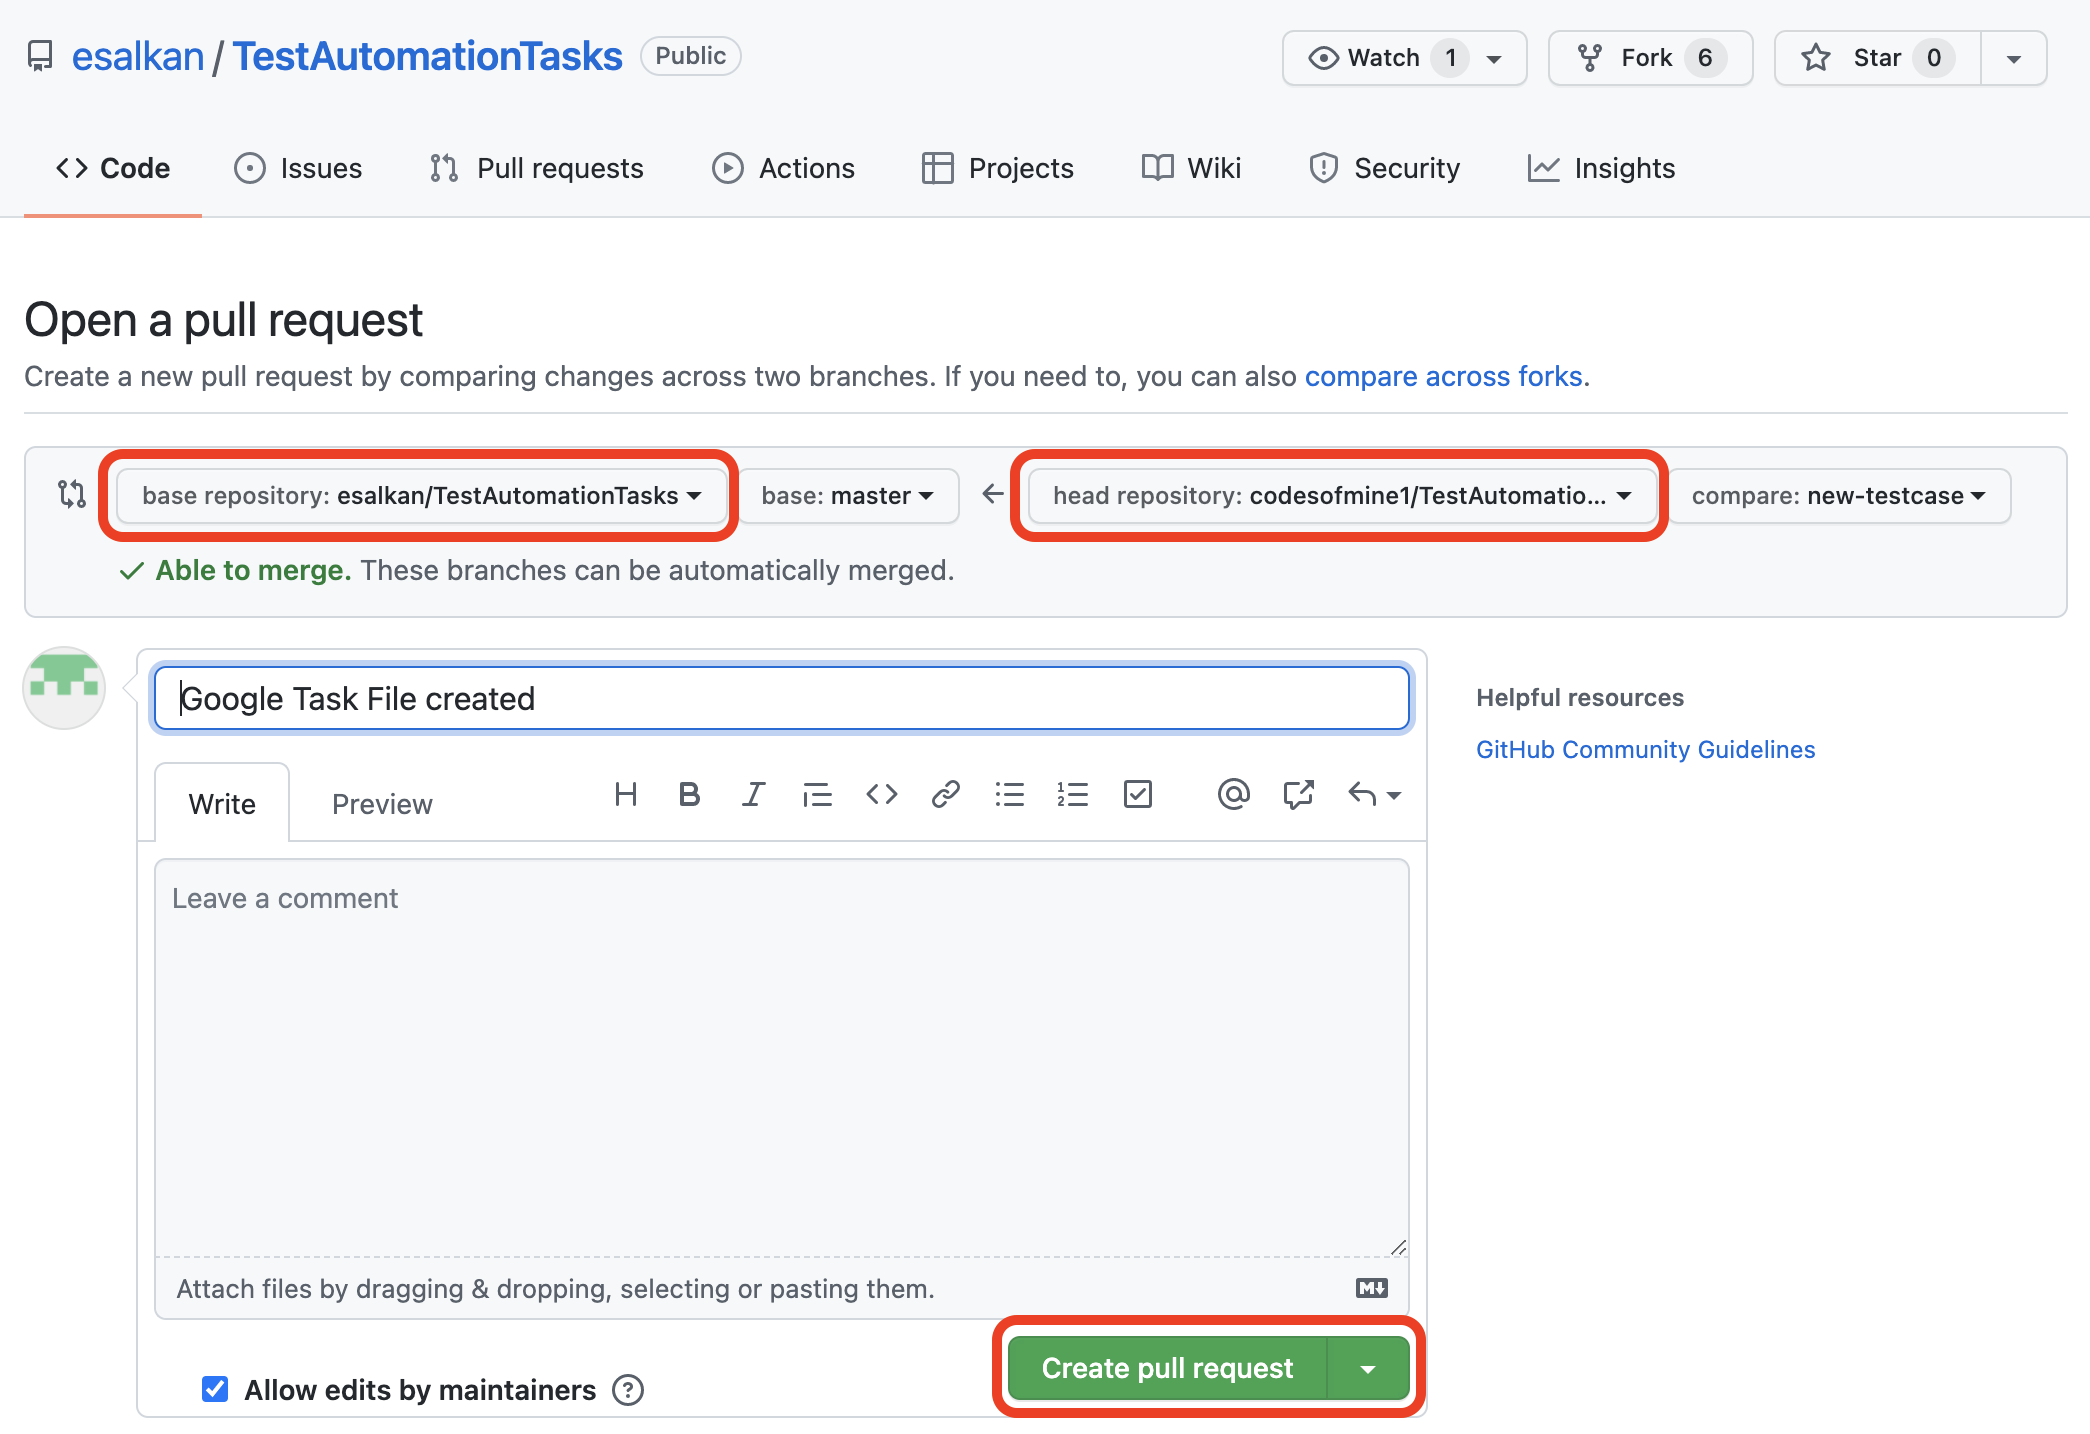 esalkan / TestAutomationTasks Public Watch 1 Fork 6 Star 0
Code Issues Pull requests Actions Projects Wiki Security Insights
Open a pull request
Create a new pull request by comparing changes across two branches. If you need to, you can also compare across forks.
base repository: esalkan/TestAutomationTasks base: master ← head repository: codesofmine1/TestAutomatio... compare: new-testcase
Able to merge. These branches can be automatically merged.
Google Task File created
Helpful resources
GitHub Community Guidelines
Write Preview
Leave a comment
Attach files by dragging & dropping, selecting or pasting them.
Create pull request
Allow edits by maintainers